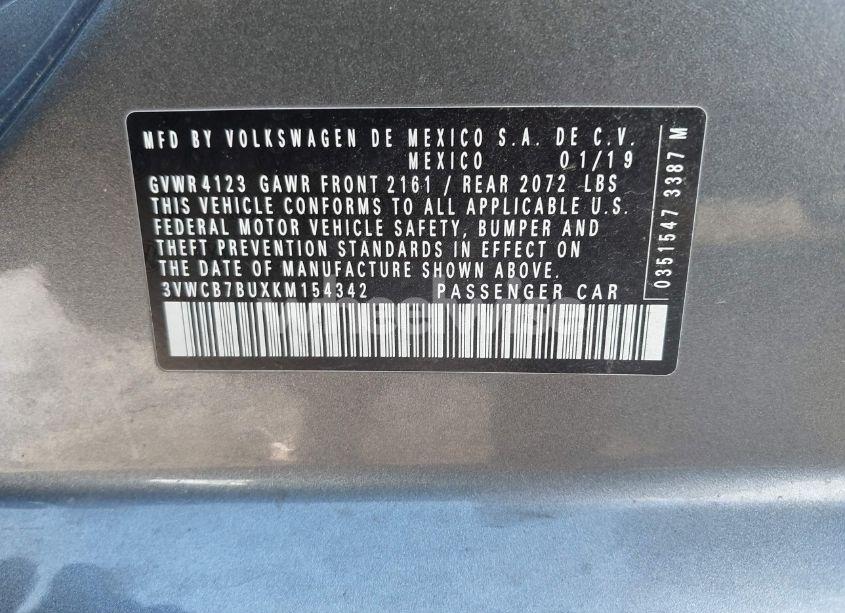 MFD BY VOLKSWAGEN DE MEXICO S.A. DE C.V.
MEXICO 01/19
GVWR 4123 GAWR FRONT 2161 / REAR 2072 LBS
THIS VEHICLE CONFORMS TO ALL APPLICABLE U.S.
FEDERAL MOTOR VEHICLE SAFETY, BUMPER AND
THEFT PREVENTION STANDARDS IN EFFECT ON
THE DATE OF MANUFACTURE SHOWN ABOVE.
3VWCB7BUXKM154342 PASSENGER CAR
0351547 3387 M
wheelwise